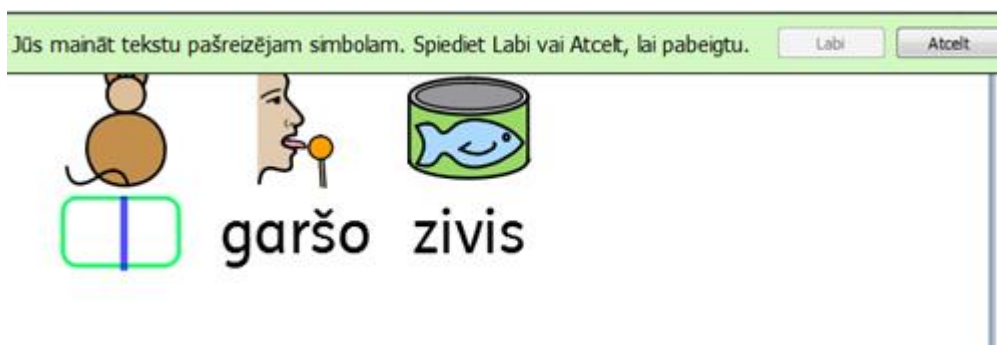 Jūs maināt tekstu pašreizējam simbolam. Spiediet Labi vai Atcelt, lai pabeigtu. Labi Atcelt
garšo zivis